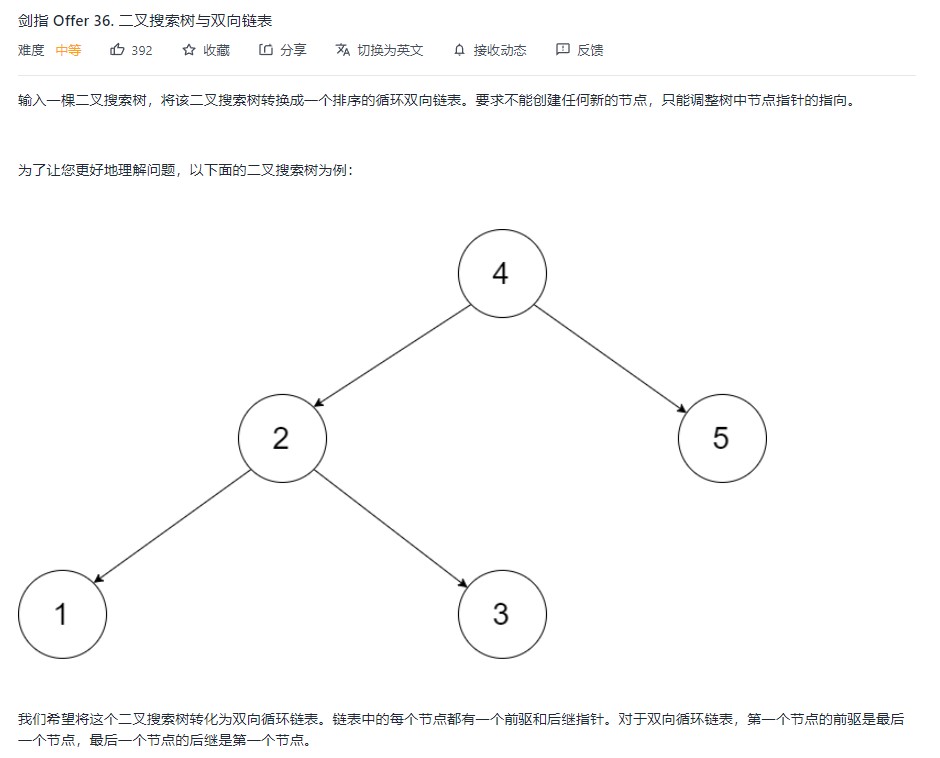 剑指 Offer 36. 二叉搜索树与双向链表
难度 中等 392 收藏 分享 切换为英文 接收动态 反馈
输入一棵二叉搜索树，将该二叉搜索树转换成一个排序的循环双向链表。要求不能创建任何新的节点，只能调整树中节点指针的指向。
为了让您更好地理解问题，以下面的二叉搜索树为例：
4
2 5
1 3
我们希望将这个二叉搜索树转化为双向循环链表。链表中的每个节点都有一个前驱和后继指针。对于双向循环链表，第一个节点的前驱是最后
一个节点，最后一个节点的后继是第一个节点。